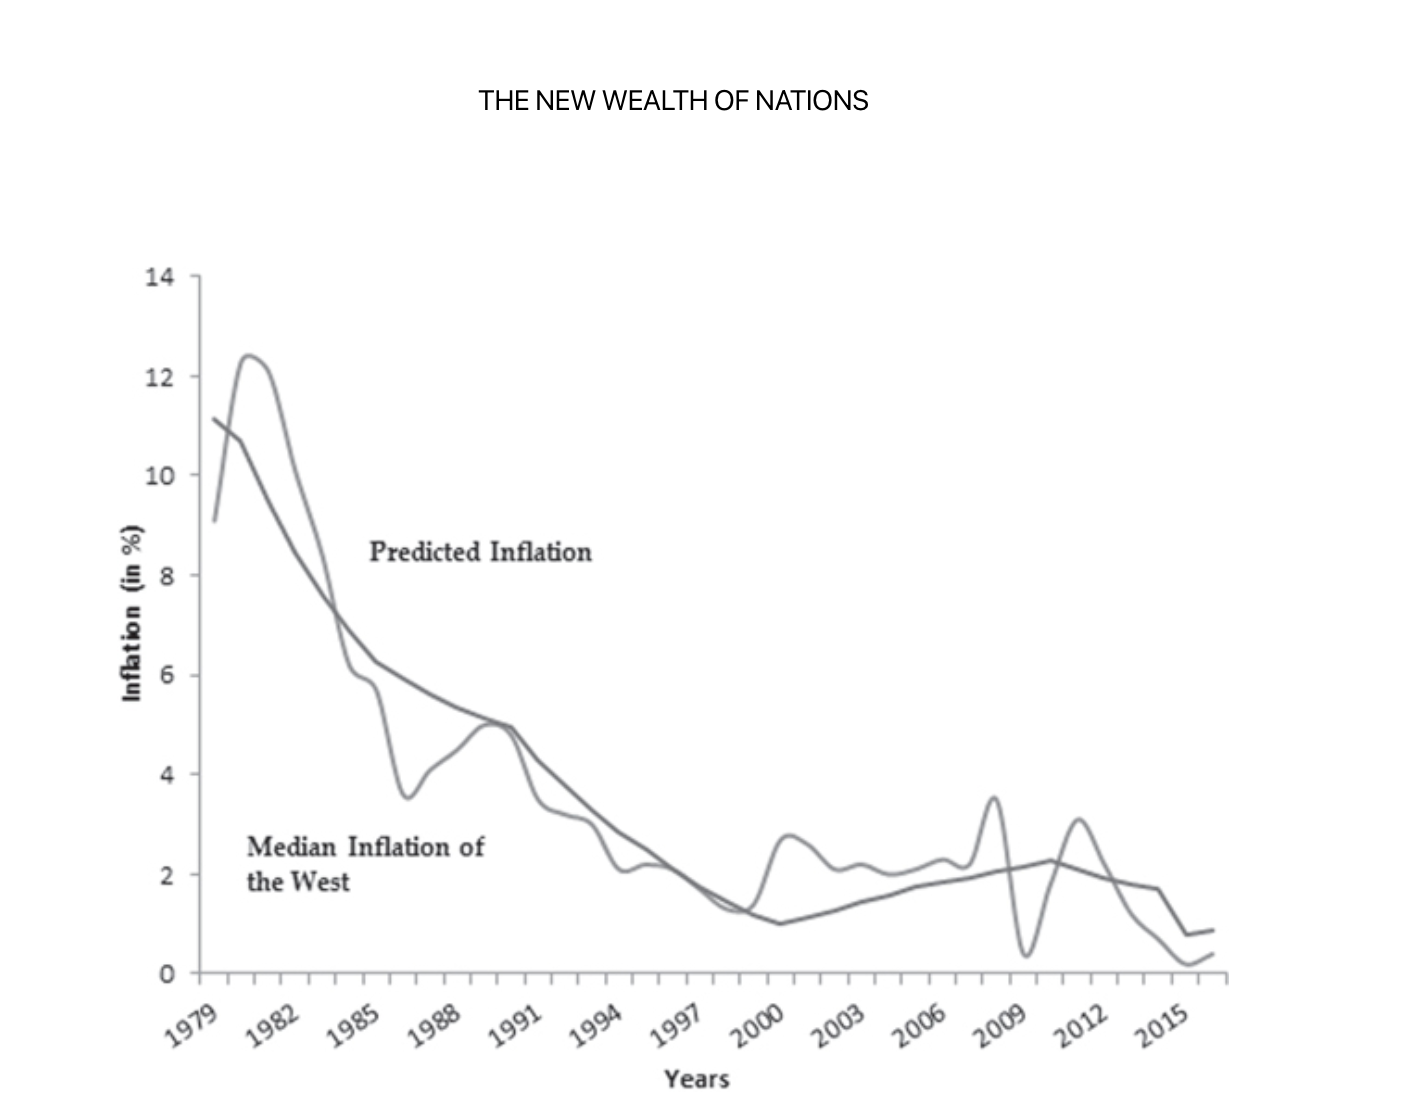 THE NEW WEALTH OF NATIONS
14
12
10
8
6
4
2
0
Inflation (in %)
Predicted Inflation
Median Inflation of
the West
1979 1982 1985 1988 1991 1994 1997 2000 2003 2006 2009 2012 2015
Years